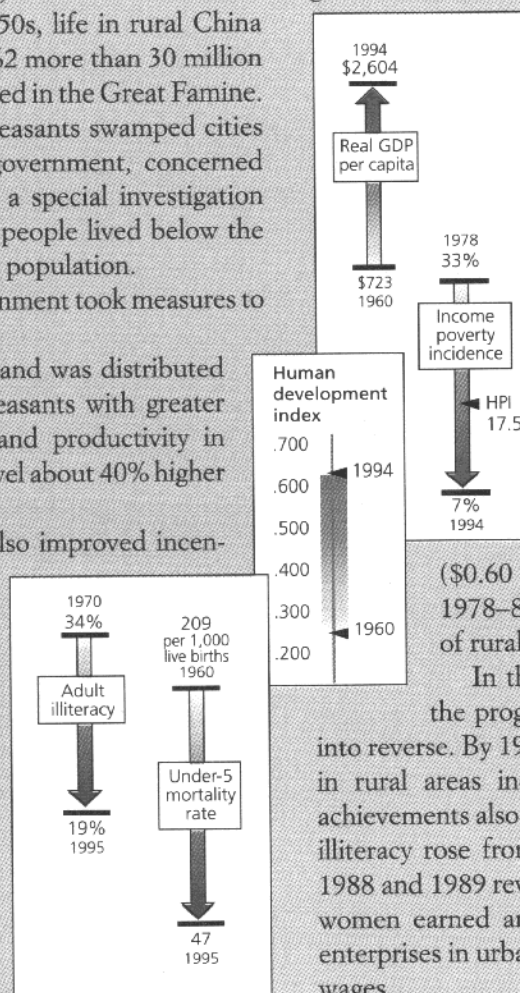 50s, life in rural China
62 more than 30 million
ed in the Great Famine.
easants swamped cities
government, concerned
a special investigation
people lived below the
population.
nment took measures to
and was distributed
easants with greater
and productivity in
vel about 40% higher
lso improved incen-
1994
$2,604
Real GDP
per capita
$723
1960
1978
33%
Income
poverty
incidence
HPI
17.5
7%
1994
Human
development
index
.700
1994
.600
.500
.400
.300
1960
.200
1970
34%
Adult
illiteracy
19%
1995
209
per 1,000
live births
1960
Under-5
mortality
rate
47
1995
($0.60
1978–8
of rural
In th
the prog
into reverse. By 19
in rural areas in
achievements also
illiteracy rose from
1988 and 1989 rev
women earned an
enterprises in urba
wages